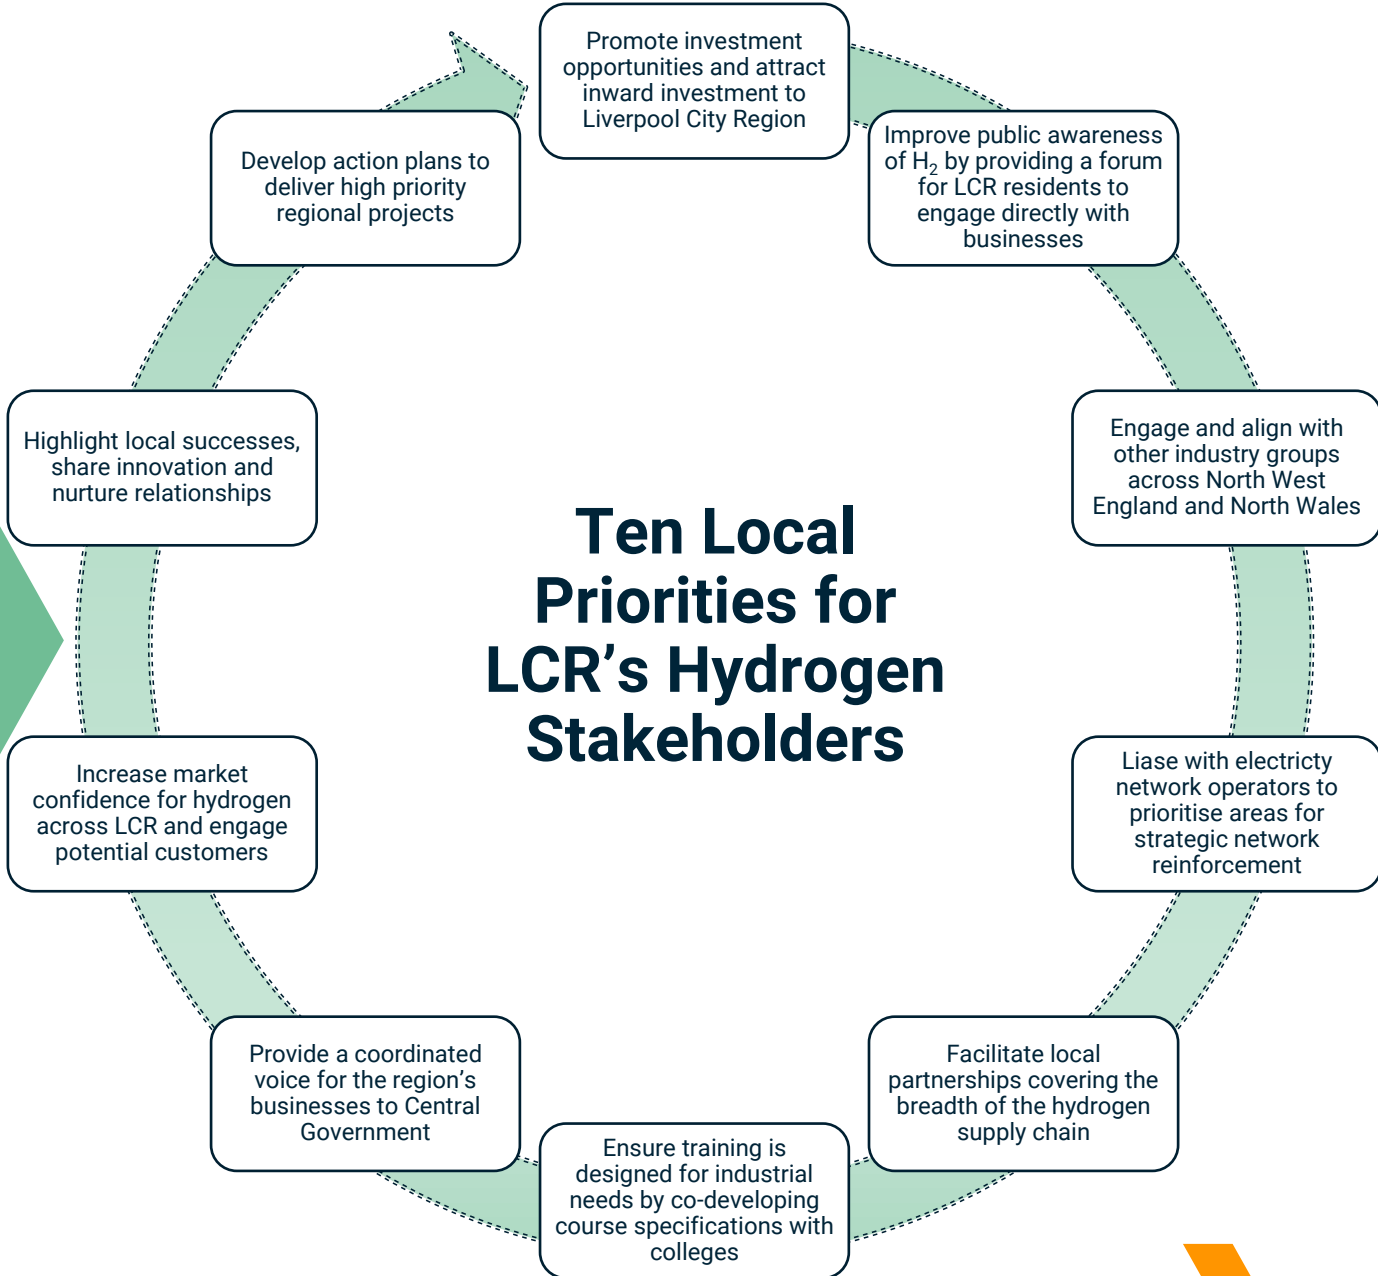 Promote investment
opportunities and attract
inward investment to
Liverpool City Region
Improve public awareness
of H₂ by providing a forum
for LCR residents to
engage directly with
businesses
Engage and align with
other industry groups
across North West
England and North Wales
Liase with electricty
network operators to
prioritise areas for
strategic network
reinforcement
Facilitate local
partnerships covering the
breadth of the hydrogen
supply chain
Ensure training is
designed for industrial
needs by co-developing
course specifications with
colleges
Provide a coordinated
voice for the region’s
businesses to Central
Government
Increase market
confidence for hydrogen
across LCR and engage
potential customers
Highlight local successes,
share innovation and
nurture relationships
Develop action plans to
deliver high priority
regional projects
Ten Local
Priorities for
LCR’s Hydrogen
Stakeholders